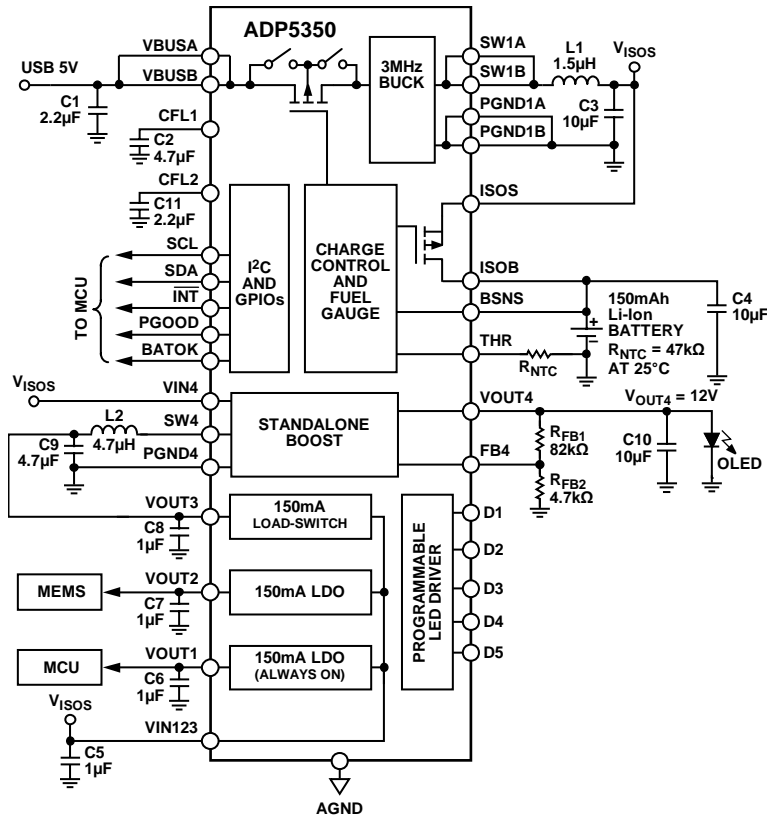 ADP5350
VBUSA
VBUSB
USB 5V
C1
2.2µF
CFL1
C2
4.7µF
CFL2
C11
2.2µF
3MHz
BUCK
SW1A
SW1B
L1
1.5µH
VISOS
PGND1A
PGND1B
C3
10µF
TO MCU
SCL
SDA
INT
PGOOD
BATOK
I2C
AND
GPIOs
CHARGE
CONTROL
AND
FUEL
GAUGE
ISOS
ISOB
BSNS
THR
RNTC
150mAh
Li-Ion
BATTERY
RNTC = 47kΩ
AT 25°C
+
–
C4
10µF
VISOS
VIN4
SW4
PGND4
L2
4.7µH
C9
4.7µF
STANDALONE
BOOST
VOUT4
FB4
VOUT4 = 12V
RFB1
82kΩ
RFB2
4.7kΩ
C10
10µF
OLED
VOUT3
C8
1µF
150mA
LOAD-SWITCH
MEMS
VOUT2
C7
1µF
150mA LDO
MCU
VOUT1
C6
1µF
150mA LDO
(ALWAYS ON)
VISOS
VIN123
C5
1µF
PROGRAMMABLE
LED DRIVER
D1
D2
D3
D4
D5
AGND